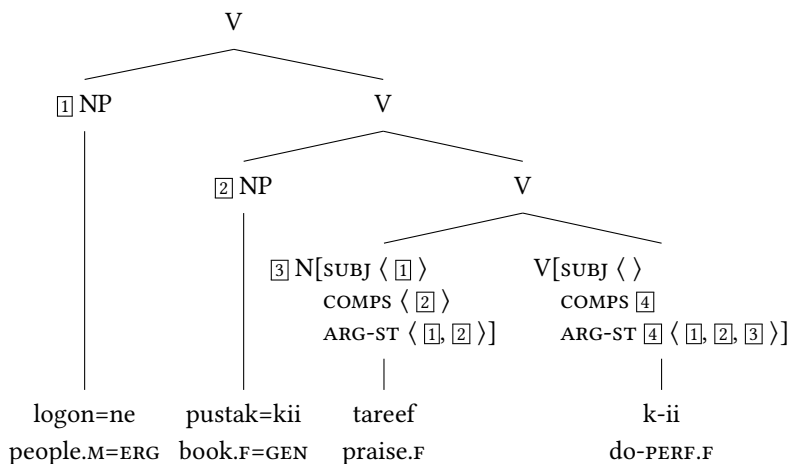 V
1 NP V
2 NP V
3 N[SUBJ ⟨ 1 ⟩ V[SUBJ ⟨ ⟩
COMPS ⟨ 2 ⟩ COMPS 4
ARG-ST ⟨ 1, 2 ⟩] ARG-ST 4 ⟨ 1, 2, 3 ⟩]
logon=ne pustak=kii tareef k-ii
people.M=ERG book.F=GEN praise.F do-PERF.F